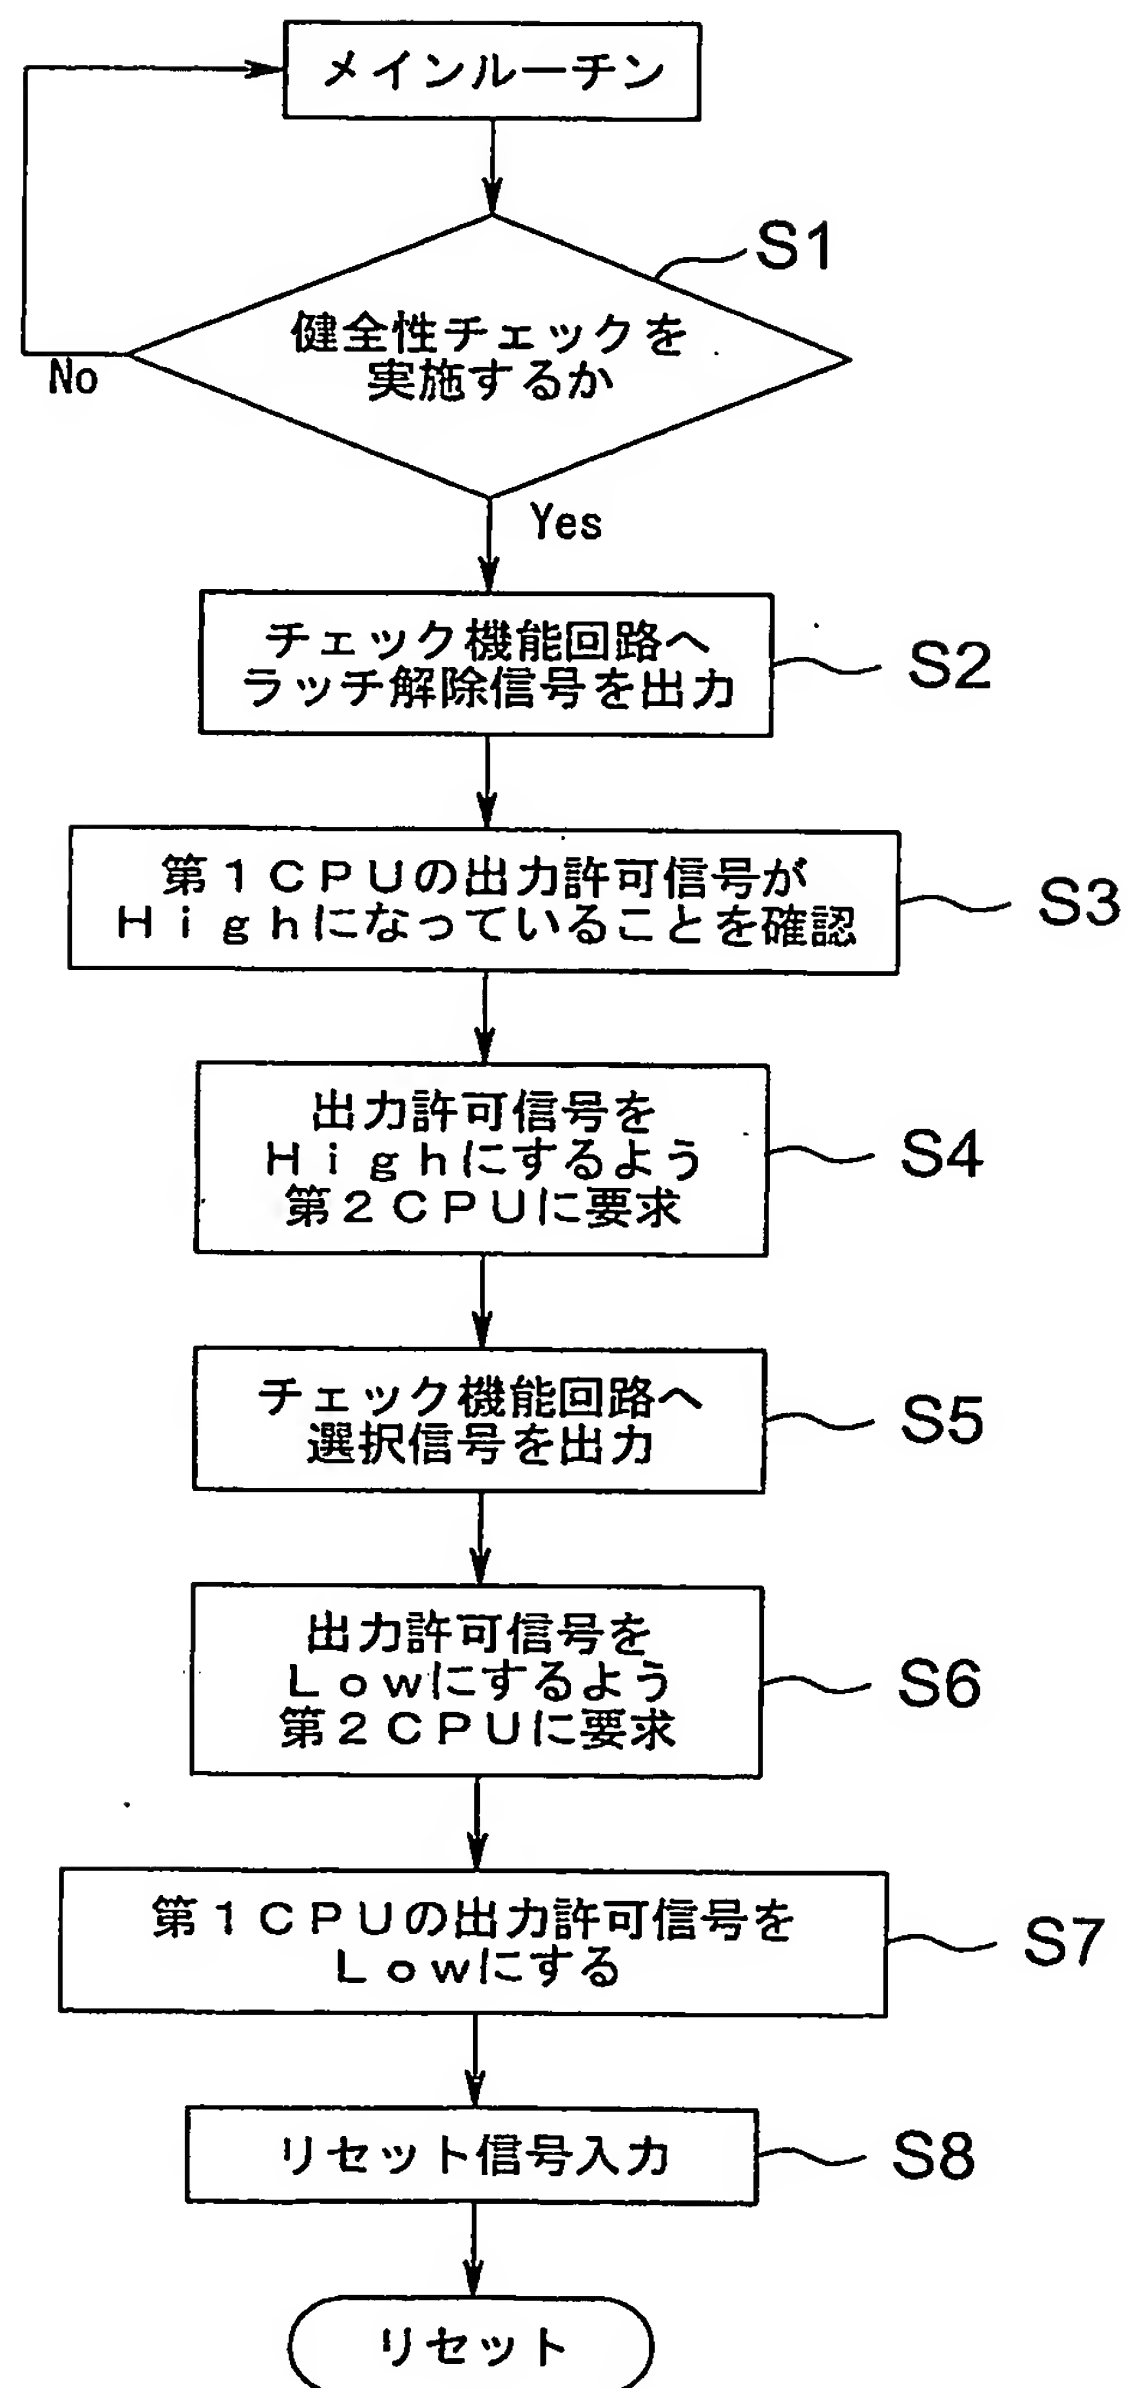 メインルーチン
S1
健全性チェックを
実施するか
No
Yes
チェック機能回路へ
ラッチ解除信号を出力
S2
第１ＣＰＵの出力許可信号が
Ｈｉｇｈになっていることを確認
S3
出力許可信号を
Ｈｉｇｈにするよう
第２ＣＰＵに要求
S4
チェック機能回路へ
選択信号を出力
S5
出力許可信号を
Ｌｏｗにするよう
第２ＣＰＵに要求
S6
第１ＣＰＵの出力許可信号を
Ｌｏｗにする
S7
リセット信号入力
S8
リセット